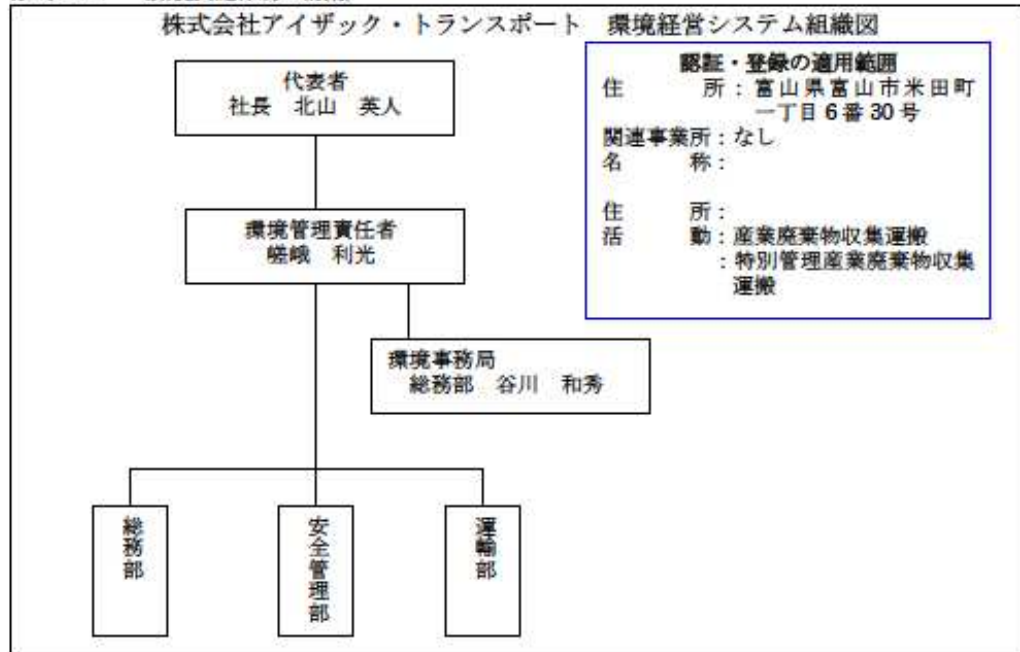 株式会社アイザック・トランスポート　環境経営システム組織図
代表者
社長　北山　英人
認証・登録の適用範囲
住　　所：富山県富山市米田町
一丁目6番30号
関連事業所：なし
名　　称：
住　　所：
活　　動：産業廃棄物収集運搬
：特別管理産業廃棄物収集
運搬
環境管理責任者
嵯峨　利光
環境事務局
総務部　谷川　和秀
総務部
安全管理部
運輸部